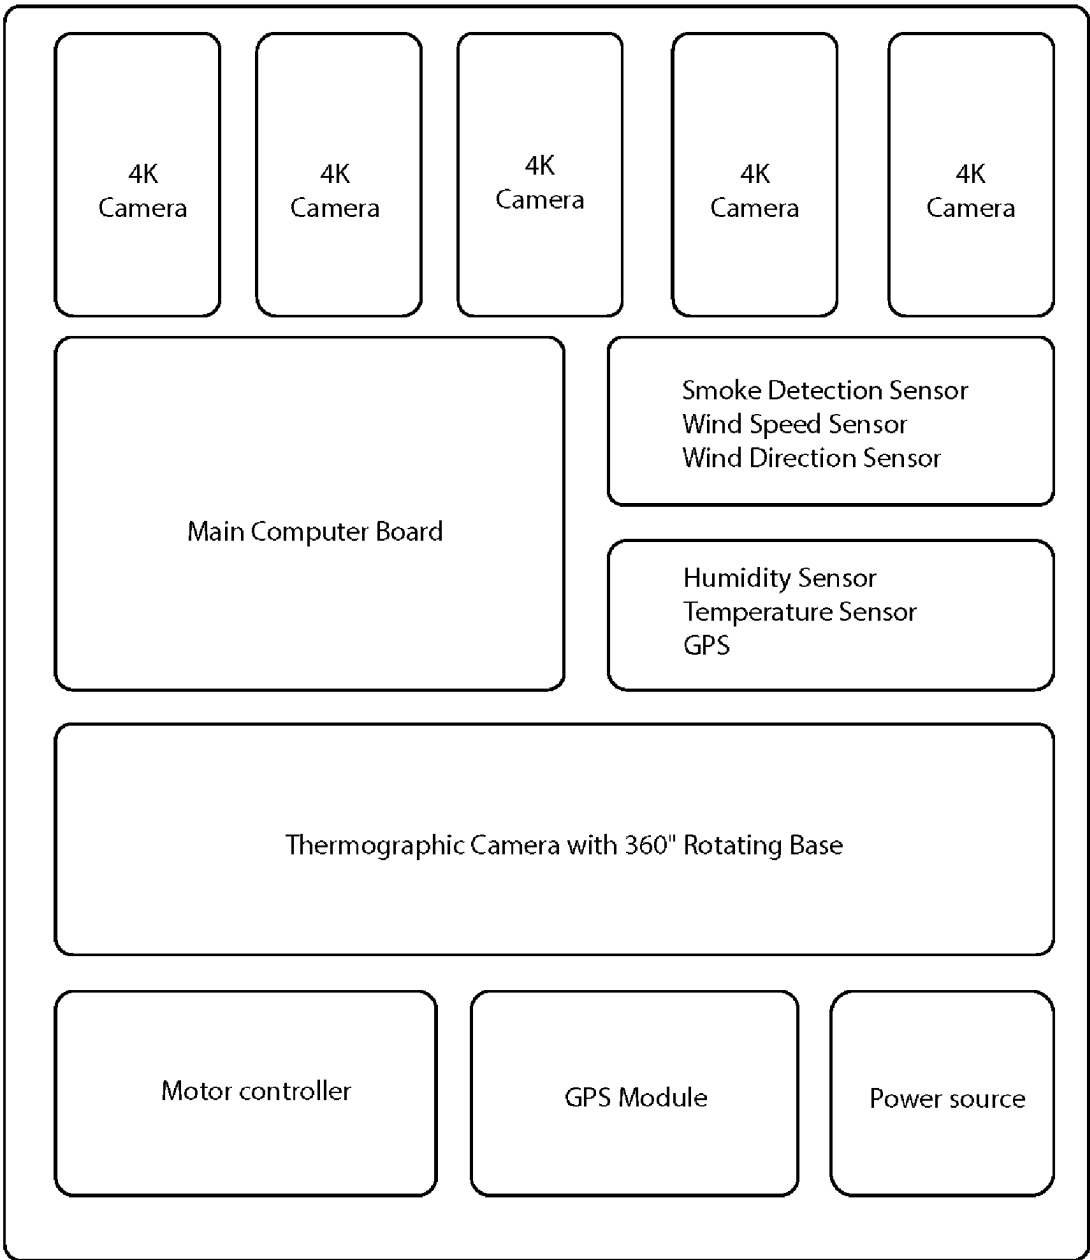 4K
Camera
4K
Camera
4K
Camera
4K
Camera
4K
Camera
Main Computer Board
Smoke Detection Sensor
Wind Speed Sensor
Wind Direction Sensor
Humidity Sensor
Temperature Sensor
GPS
Thermographic Camera with 360" Rotating Base
Motor controller
GPS Module
Power source